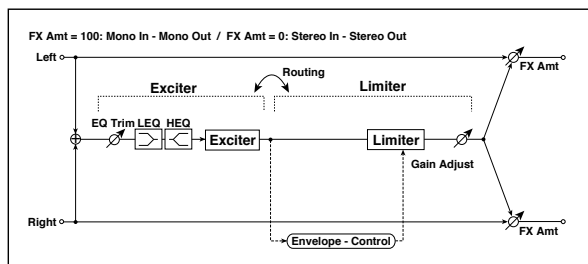 FX Amt = 100: Mono In - Mono Out / FX Amt = 0: Stereo In - Stereo Out
Left
FX Amt
Routing
Exciter
Limiter
EQ Trim LEQ HEQ
Exciter
Limiter
Gain Adjust
Right
FX Amt
Envelope - Control